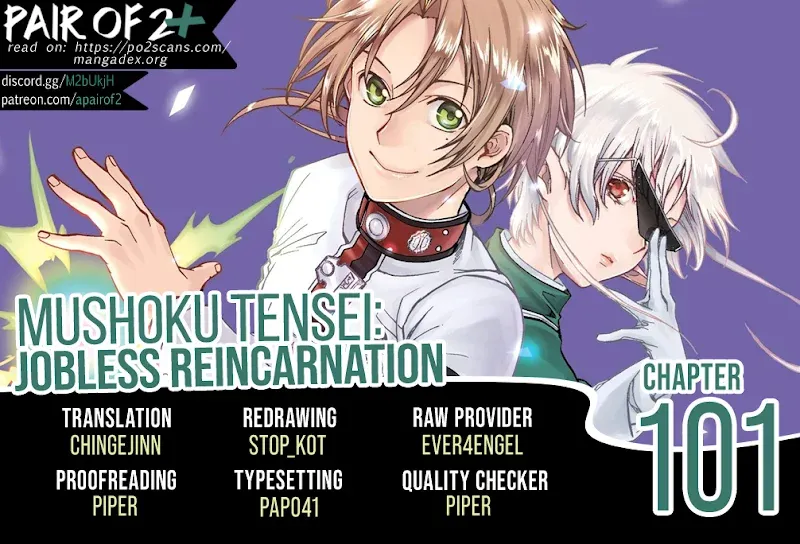 PAIR OF 2+
read on: https://po2scans.com/
mangadex.org
discord.gg/M2bUkjH
patreon.com/apairof2
MUSHOKU TENSEI:
JOBLESS REINCARNATION
CHAPTER
101
TRANSLATION
CHINGEJINN
REDRAWING
STOP_KOT
RAW PROVIDER
EVER4ENGEL
PROOFREADING
PIPER
TYPESETTING
PAPO41
QUALITY CHECKER
PIPER